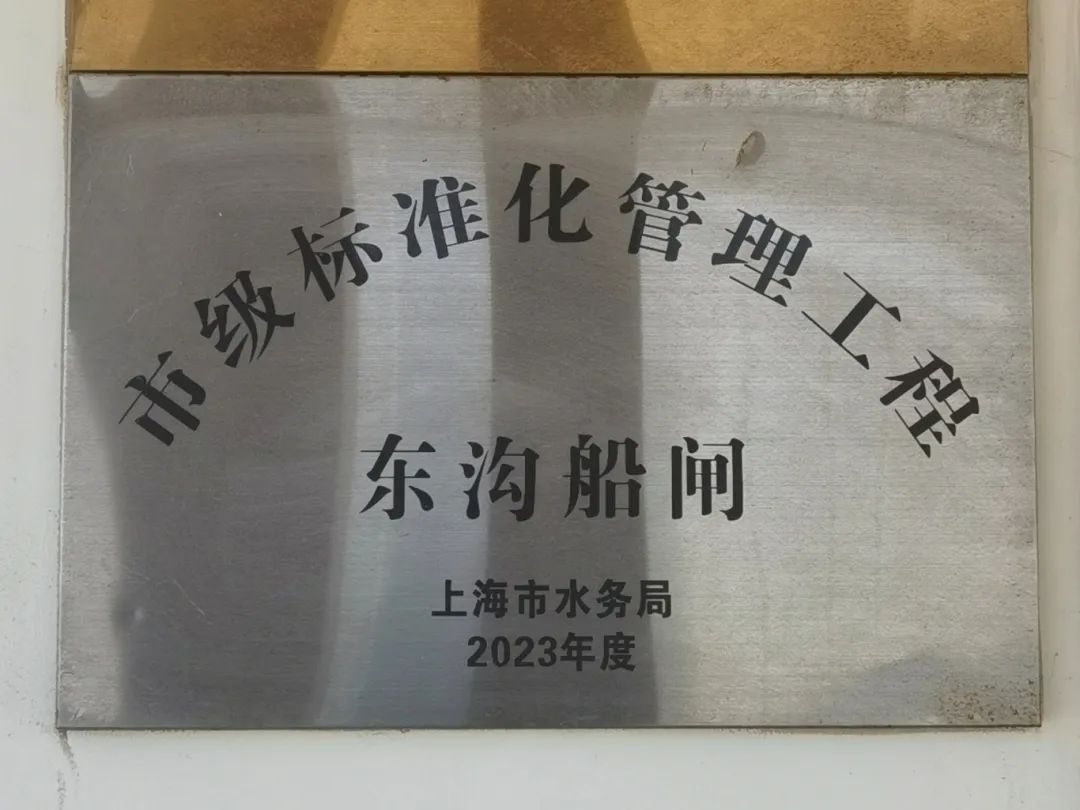 市级标准化管理工程
东沟船闸
上海市水务局
2023年度